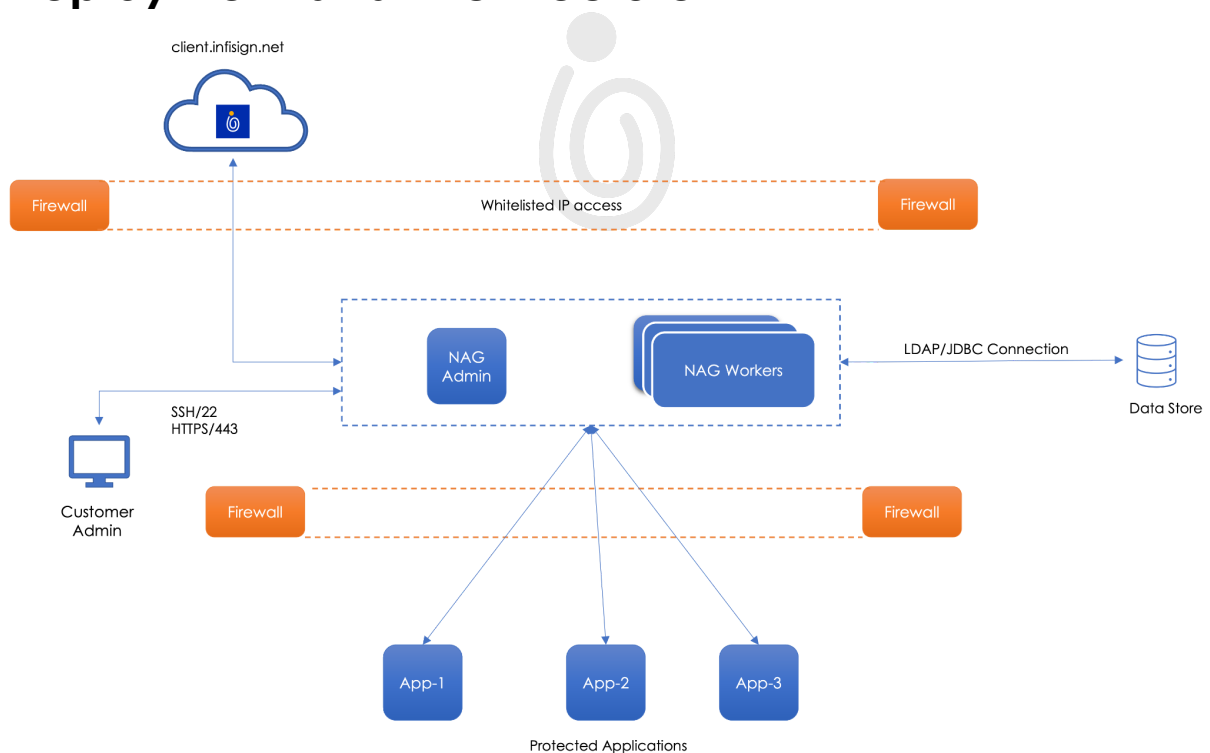 client.infisign.net
Firewall
Whitelisted IP access
Firewall
NAG
Admin
NAG Workers
LDAP/JDBC Connection
Data Store
SSH/22
HTTPS/443
Customer
Admin
Firewall
Firewall
App-1
App-2
App-3
Protected Applications